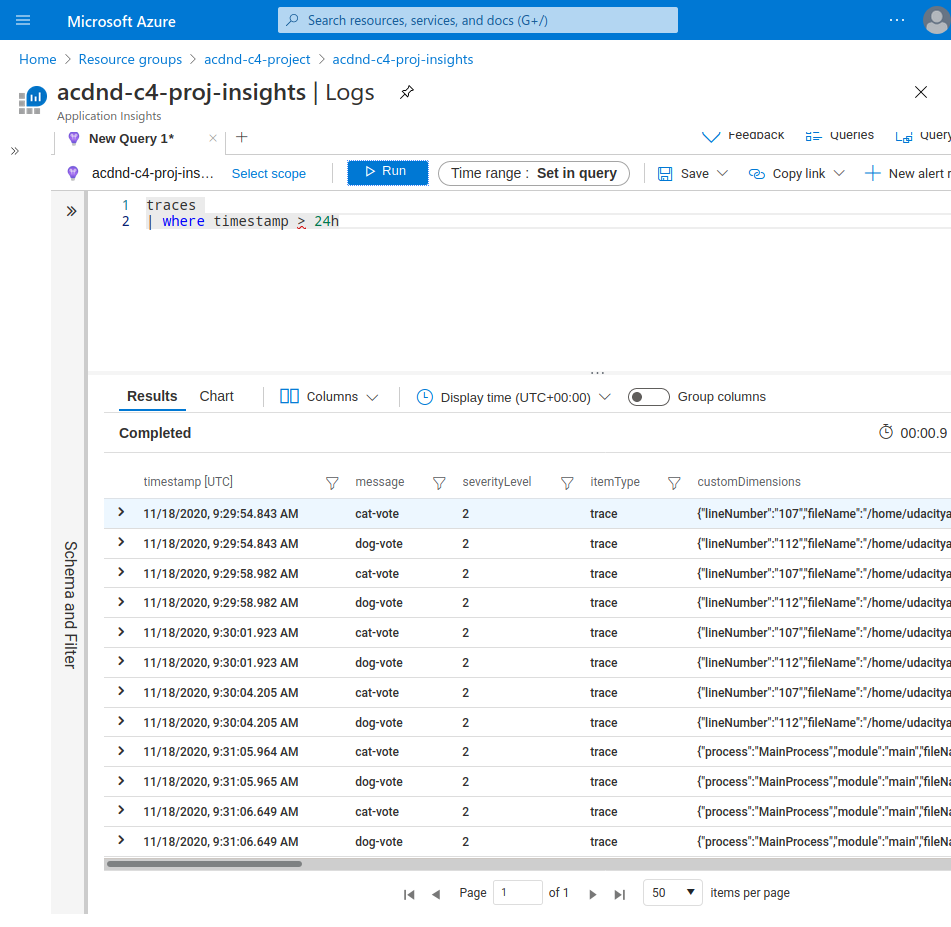 Microsoft Azure
Search resources, services, and docs (G+/)
Home > Resource groups > acdnd-c4-project > acdnd-c4-proj-insights
acdnd-c4-proj-insights | Logs
Application Insights
New Query 1*
Feedback Queries Query
acdnd-c4-proj-ins... Select scope Run Time range : Set in query Save Copy link New alert r
1 traces
2 | where timestamp > 24h
Schema and Filter
Results Chart Columns Display time (UTC+00:00) Group columns
Completed 00:00.9
timestamp [UTC] message severityLevel itemType customDimensions
11/18/2020, 9:29:54.843 AM cat-vote 2 trace {"lineNumber":"107","fileName":"/home/udacitya
11/18/2020, 9:29:54.843 AM dog-vote 2 trace {"lineNumber":"112","fileName":"/home/udacitya
11/18/2020, 9:29:58.982 AM cat-vote 2 trace {"lineNumber":"107","fileName":"/home/udacitya
11/18/2020, 9:29:58.982 AM dog-vote 2 trace {"lineNumber":"112","fileName":"/home/udacitya
11/18/2020, 9:30:01.923 AM cat-vote 2 trace {"lineNumber":"107","fileName":"/home/udacitya
11/18/2020, 9:30:01.923 AM dog-vote 2 trace {"lineNumber":"112","fileName":"/home/udacitya
11/18/2020, 9:30:04.205 AM cat-vote 2 trace {"lineNumber":"107","fileName":"/home/udacitya
11/18/2020, 9:30:04.205 AM dog-vote 2 trace {"lineNumber":"112","fileName":"/home/udacitya
11/18/2020, 9:31:05.964 AM cat-vote 2 trace {"process":"MainProcess","module":"main","fileNa
11/18/2020, 9:31:05.965 AM dog-vote 2 trace {"process":"MainProcess","module":"main","fileNa
11/18/2020, 9:31:06.649 AM cat-vote 2 trace {"process":"MainProcess","module":"main","fileNa
11/18/2020, 9:31:06.649 AM dog-vote 2 trace {"process":"MainProcess","module":"main","fileNa
Page 1 of 1 50 items per page